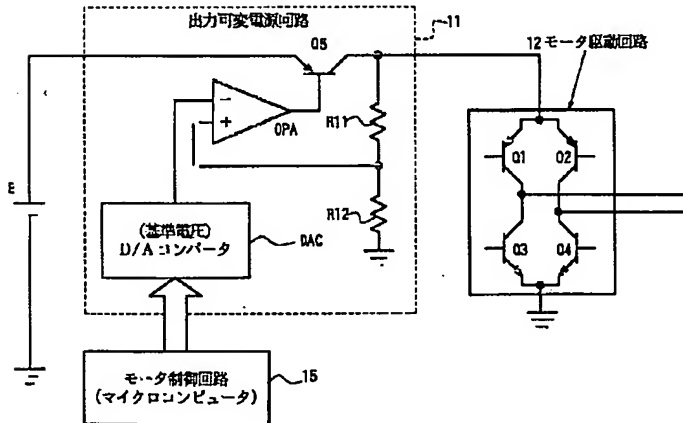 出力可変電源回路
11
Q5
12 モータ駆動回路
−
+
OPA
R11
Q1
Q2
E
R12
(基準電圧)
D/Aコンバータ
DAC
Q3
Q4
モータ制御回路
(マイクロコンピュータ)
15